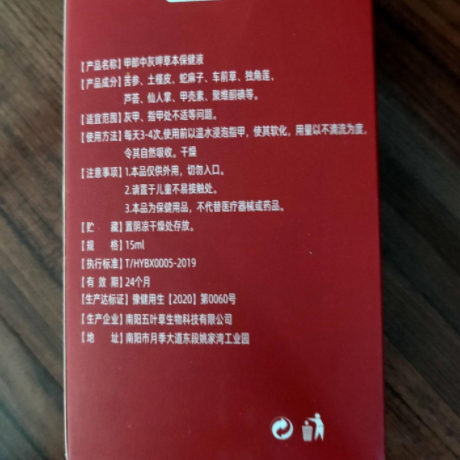 【产品名称】甲郎中灰啤草本保健液
【产品成分】苦参、土槿皮、蛇麻子、车前草、独角莲、
芦荟、仙人掌、甲壳素、聚维酮碘等。
【适宜范围】灰甲、指甲处不适等问题。
【使用方法】每天3-4次,使用前以温水浸泡指甲，使其软化，用量以不滴流为度，
令其自然吸收、干燥
【注意事项】1.本品仅供外用，切勿入口。
2.请置于儿童不易接触处。
3.本品为保健用品，不代替医疗器械或药品。
【贮 藏】置阴凉干燥处存放。
【规 格】15ml
【执行标准】T/HYBX0005-2019
【有 效 期】24个月
【生产达标证】豫健用生【2020】第0060号
【生产企业】南阳五叶草生物科技有限公司
【地 址】南阳市月季大道东段姚家湾工业园